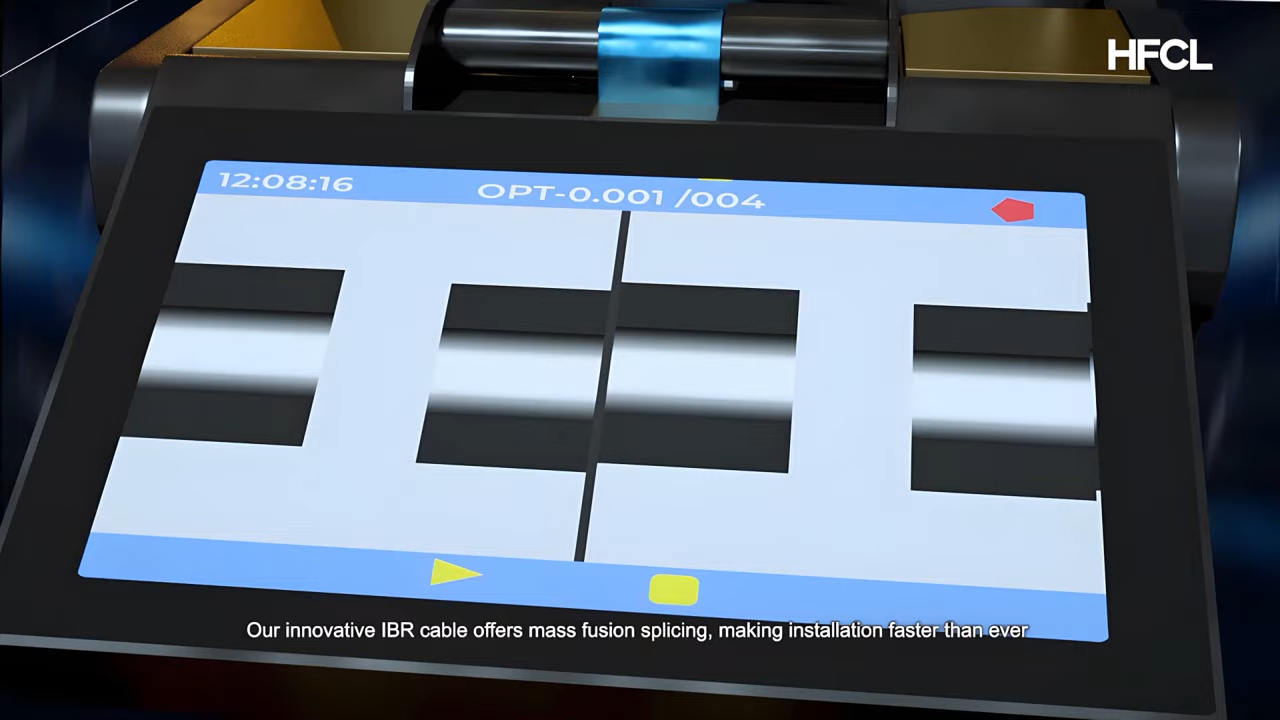 HFCL
12:08:16
OPT-0.001 /004
Our innovative IBR cable offers mass fusion splicing, making installation faster than ever